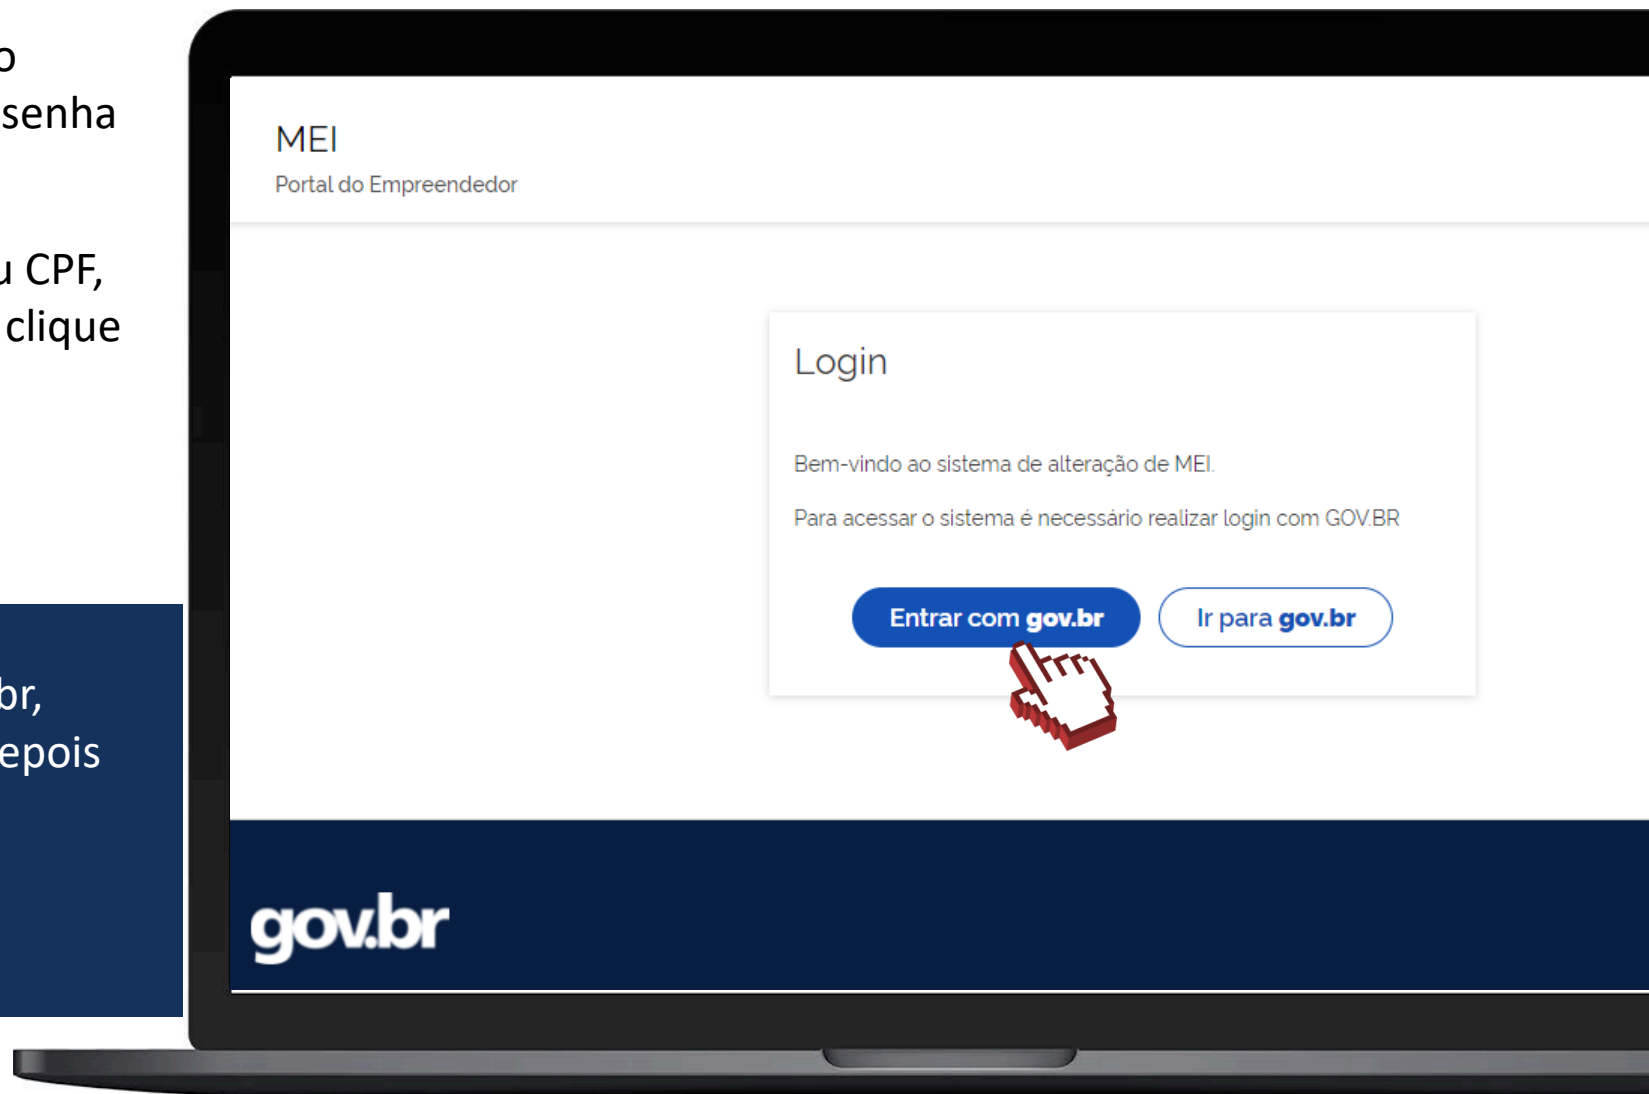 o
senha
u CPF,
clique
br,
epois
MEI
Portal do Empreendedor
Login
Bem-vindo ao sistema de alteração de MEI.
Para acessar o sistema é necessário realizar login com GOV.BR
Entrar com gov.br
Ir para gov.br
gov.br